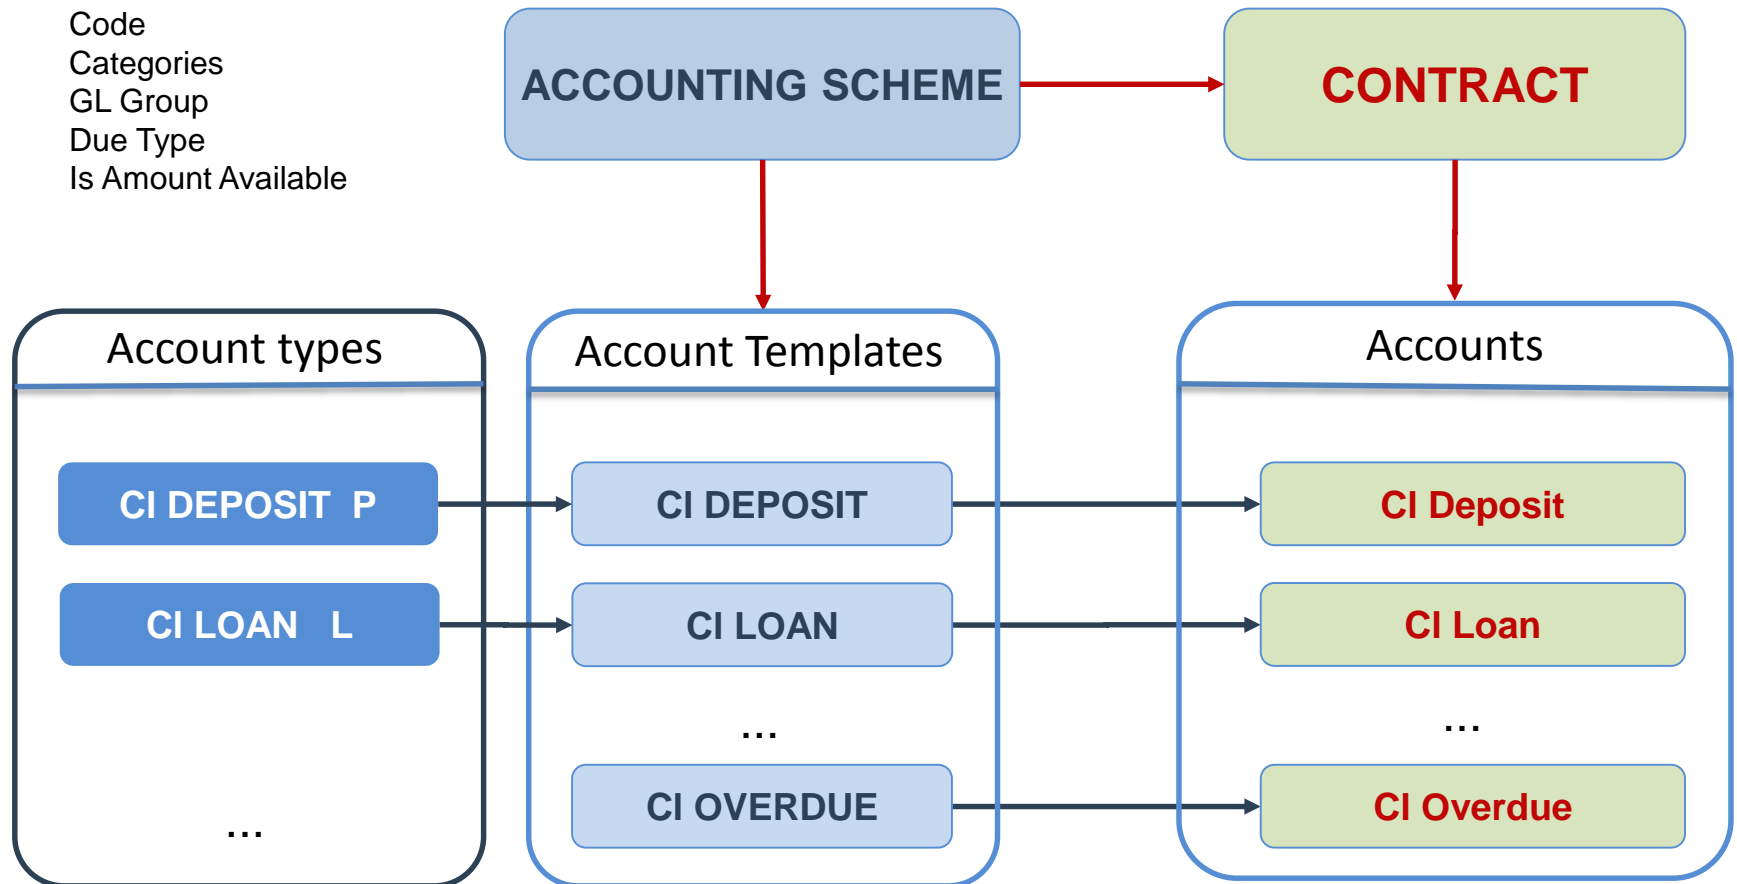 Code
Categories
GL Group
Due Type
Is Amount Available
ACCOUNTING SCHEME
CONTRACT
Account types
Account Templates
Accounts
CI DEPOSIT P
CI DEPOSIT
CI Deposit
CI LOAN L
CI LOAN
CI Loan
...
...
CI OVERDUE
CI Overdue
...